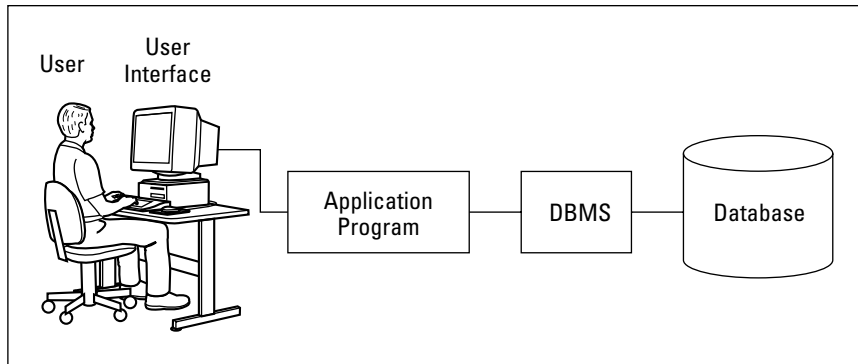 User
User
Interface
Application
Program
DBMS
Database